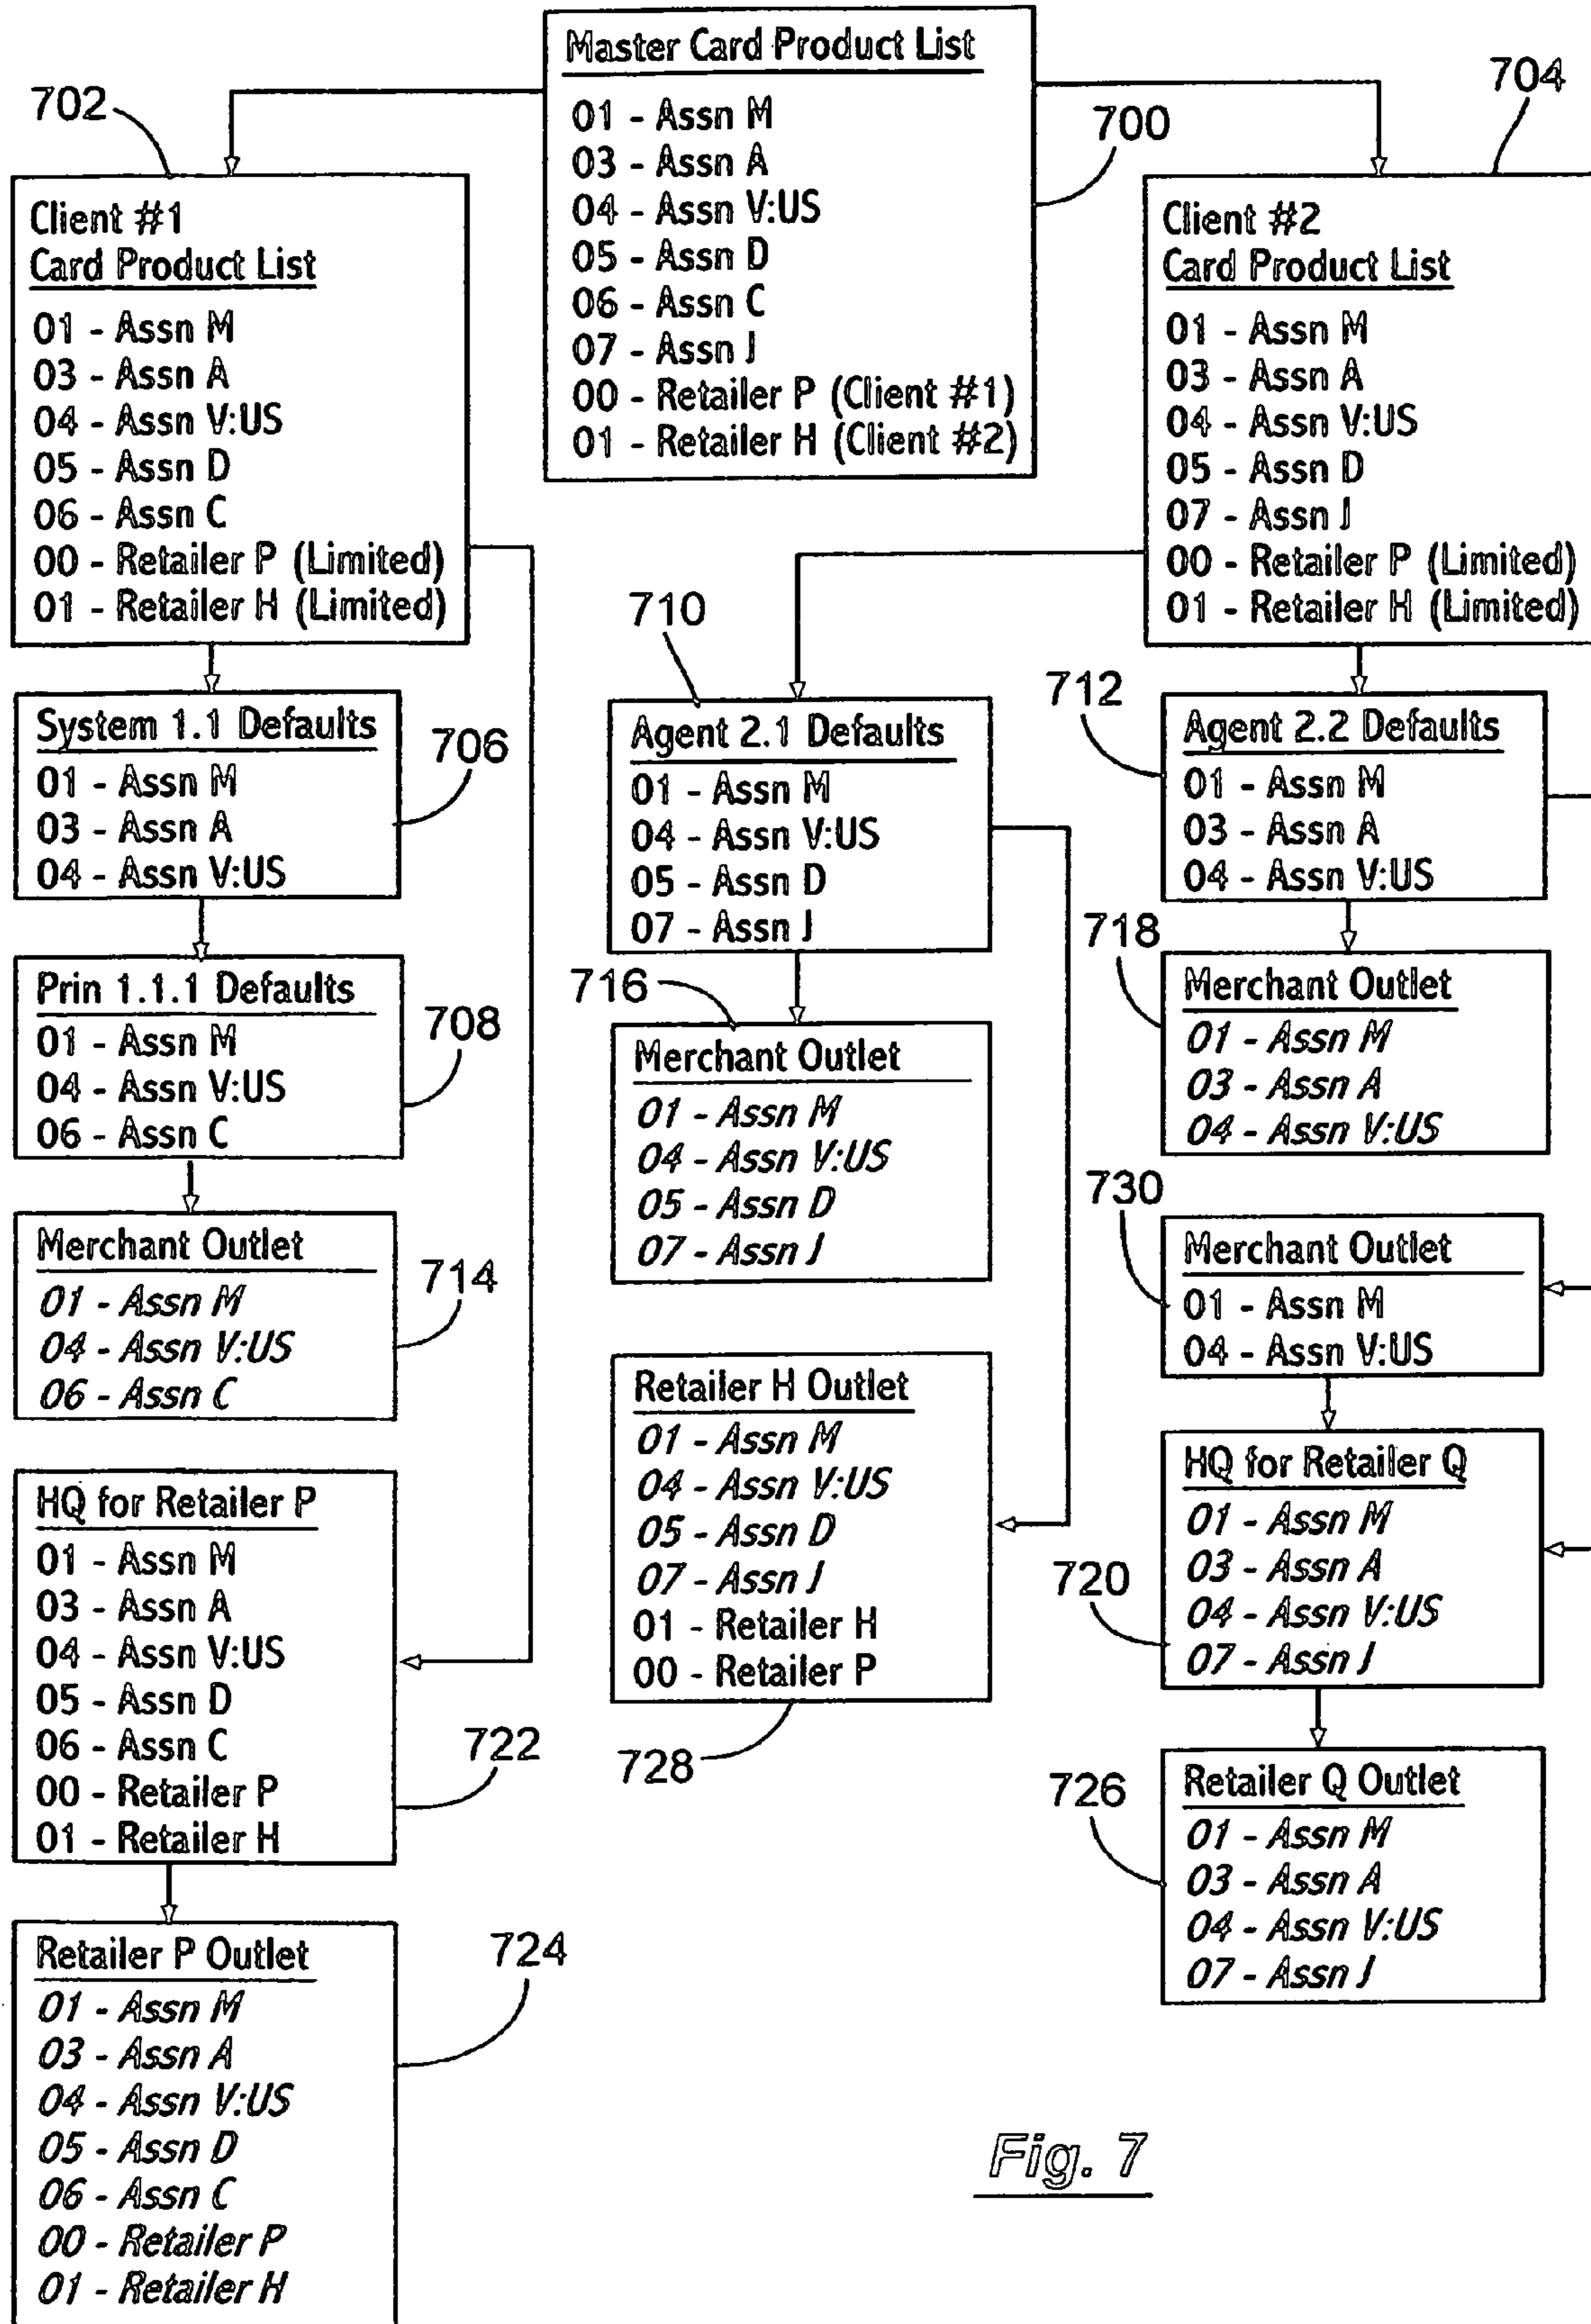 Master Card Product List
01 - Assn M
03 - Assn A
04 - Assn V:US
05 - Assn D
06 - Assn C
07 - Assn J
00 - Retailer P (Client #1)
01 - Retailer H (Client #2)
700
702
Client #1
Card Product List
01 - Assn M
03 - Assn A
04 - Assn V:US
05 - Assn D
06 - Assn C
00 - Retailer P (Limited)
01 - Retailer H (Limited)
704
Client #2
Card Product List
01 - Assn M
03 - Assn A
04 - Assn V:US
05 - Assn D
07 - Assn J
00 - Retailer P (Limited)
01 - Retailer H (Limited)
System 1.1 Defaults
01 - Assn M
03 - Assn A
04 - Assn V:US
706
Prin 1.1.1 Defaults
01 - Assn M
04 - Assn V:US
06 - Assn C
708
Merchant Outlet
01 - Assn M
04 - Assn V:US
06 - Assn C
714
HQ for Retailer P
01 - Assn M
03 - Assn A
04 - Assn V:US
05 - Assn D
06 - Assn C
00 - Retailer P
01 - Retailer H
722
Retailer P Outlet
01 - Assn M
03 - Assn A
04 - Assn V:US
05 - Assn D
06 - Assn C
00 - Retailer P
01 - Retailer H
724
710
Agent 2.1 Defaults
01 - Assn M
04 - Assn V:US
05 - Assn D
07 - Assn J
716
Merchant Outlet
01 - Assn M
04 - Assn V:US
05 - Assn D
07 - Assn J
Retailer H Outlet
01 - Assn M
04 - Assn V:US
05 - Assn D
07 - Assn J
01 - Retailer H
00 - Retailer P
728
712
Agent 2.2 Defaults
01 - Assn M
03 - Assn A
04 - Assn V:US
718
Merchant Outlet
01 - Assn M
03 - Assn A
04 - Assn V:US
730
Merchant Outlet
01 - Assn M
04 - Assn V:US
HQ for Retailer Q
01 - Assn M
03 - Assn A
04 - Assn V:US
07 - Assn J
720
726
Retailer Q Outlet
01 - Assn M
03 - Assn A
04 - Assn V:US
07 - Assn J
Fig. 7